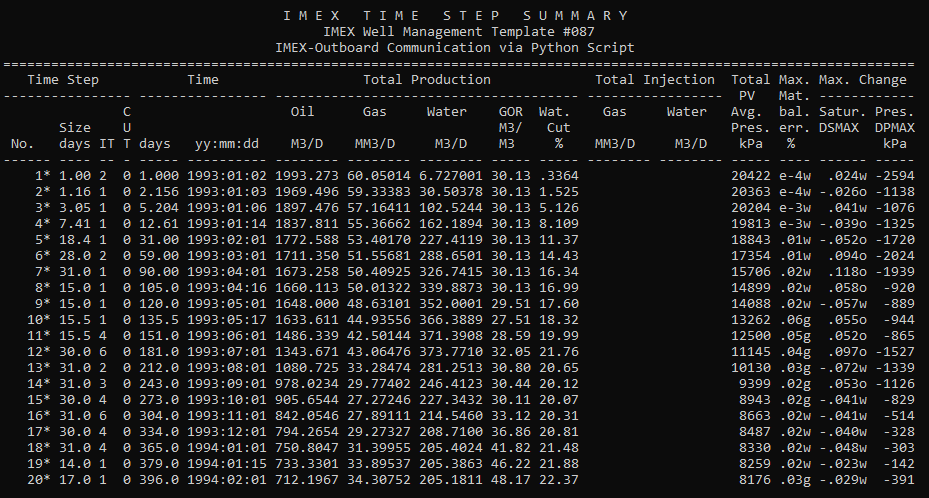 I M E X   T I M E   S T E P   S U M M A R Y
IMEX Well Management Template #087
IMEX-Outboard Communication via Python Script
======================================================================================================================
   Time Step           Time                  Total Production             Total Injection  Total Max. Max. Change
---------------- ---------------- ------------------------------------- -----------------  PV   Mat. ------------
               C                      Oil      Gas      Water    GOR  Wat.   Gas     Water   Avg.  bal. Satur. Pres.
       Size    U                                                 M3/   Cut                   Pres. err. DSMAX  DPMAX
 No.   days IT T days    yy:mm:dd     M3/D    MM3/D     M3/D     M3     %   MM3/D    M3/D    kPa    %           kPa
------ ---- -- - ----- ---------- -------- -------- -------- ----- ----- -------- -------- ----- ---- ------ -----
    1* 1.00 2  0 1.000 1993:01:02 1993.273 60.05014 6.727001 30.13 .3364                   20422 e-4w  .024w -2594
    2* 1.16 1  0 2.156 1993:01:03 1969.496 59.33383 30.50378 30.13 1.525                   20363 e-4w -.026o -1138
    3* 3.05 1  0 5.204 1993:01:06 1897.476 57.16411 102.5244 30.13 5.126                   20204 e-3w  .041w -1076
    4* 7.41 1  0 12.61 1993:01:14 1837.811 55.36662 162.1894 30.13 8.109                   19813 e-3w -.039o -1325
    5* 18.4 1  0 31.00 1993:02:01 1772.588 53.40170 227.4119 30.13 11.37                   18843 .01w -.052o -1720
    6* 28.0 2  0 59.00 1993:03:01 1711.350 51.55681 288.6501 30.13 14.43                   17354 .01w  .094o -2024
    7* 31.0 1  0 90.00 1993:04:01 1673.258 50.40925 326.7415 30.13 16.34                   15706 .02w  .118o -1939
    8* 15.0 1  0 105.0 1993:04:16 1660.113 50.01322 339.8873 30.13 16.99                   14899 .02w  .058o  -920
    9* 15.0 1  0 120.0 1993:05:01 1648.000 48.63101 352.0001 29.51 17.60                   14088 .02w -.057w  -889
   10* 15.5 1  0 135.5 1993:05:17 1633.611 44.93556 366.3889 27.51 18.32                   13262 .06g  .055o  -944
   11* 15.5 4  0 151.0 1993:06:01 1486.339 42.50144 371.3908 28.59 19.99                   12500 .05g  .052o  -865
   12* 30.0 6  0 181.0 1993:07:01 1343.671 43.06476 373.7710 32.05 21.76                   11145 .04g  .097o -1527
   13* 31.0 2  0 212.0 1993:08:01 1080.725 33.28474 281.2513 30.80 20.65                   10130 .03g -.072w -1339
   14* 31.0 3  0 243.0 1993:09:01 978.0234 29.77402 246.4123 30.44 20.12                    9399 .02g  .053o -1126
   15* 30.0 4  0 273.0 1993:10:01 905.6544 27.27246 227.3432 30.11 20.07                    8943 .02g -.041w  -829
   16* 31.0 6  0 304.0 1993:11:01 842.0546 27.89111 214.5460 33.12 20.31                    8663 .02w -.041w  -514
   17* 30.0 4  0 334.0 1993:12:01 794.2654 29.27327 208.7100 36.86 20.81                    8487 .02w -.040w  -328
   18* 31.0 4  0 365.0 1994:01:01 750.8047 31.39955 205.4024 41.82 21.48                    8330 .02w -.048w  -303
   19* 14.0 1  0 379.0 1994:01:15 733.3301 33.89537 205.3863 46.22 21.88                    8259 .02w -.023w  -142
   20* 17.0 1  0 396.0 1994:02:01 712.1967 34.30752 205.1811 48.17 22.37                    8176 .03g -.029w  -391